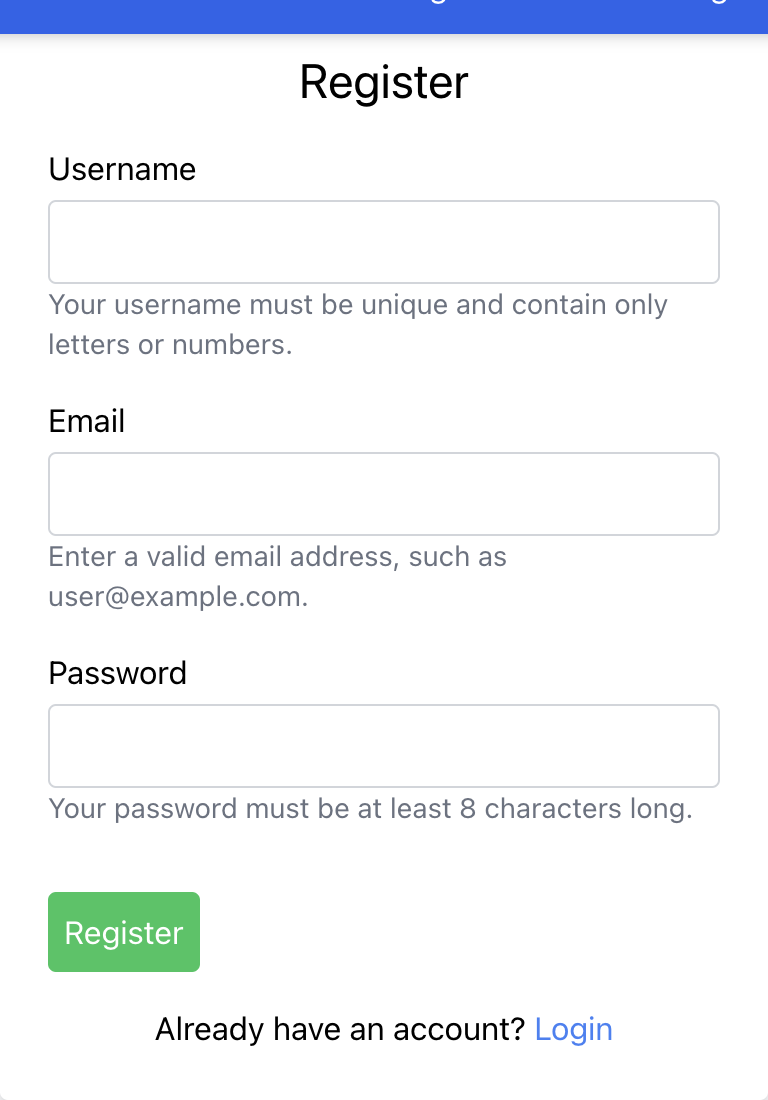 Register
Username
Your username must be unique and contain only
letters or numbers.
Email
Enter a valid email address, such as
user@example.com.
Password
Your password must be at least 8 characters long.
Register
Already have an account? Login